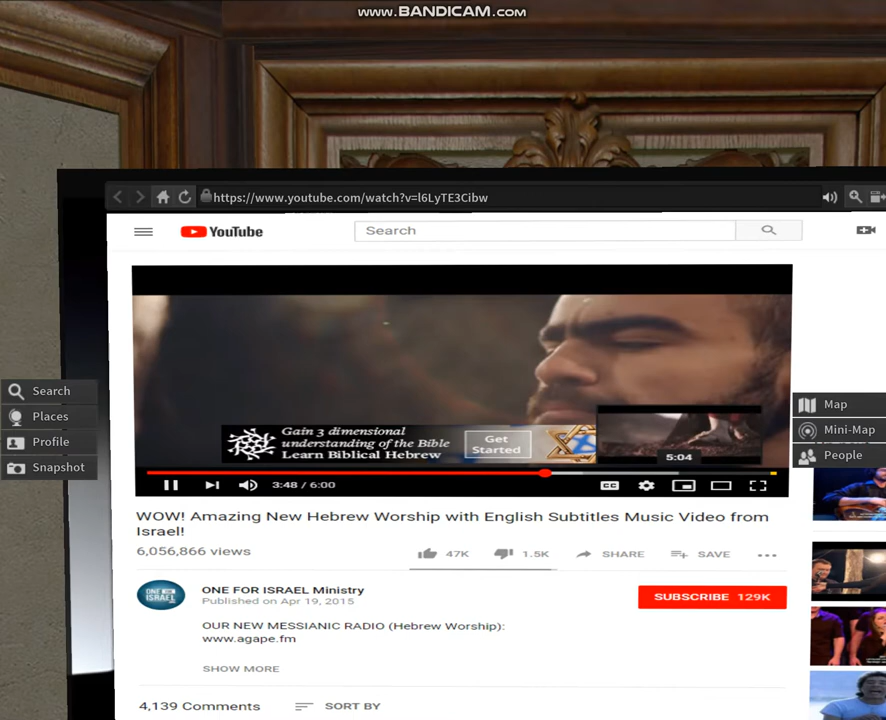 www.BANDICAM.com
https://www.youtube.com/watch?v=l6LyTE3Cibw
YouTube
Search
Gain 3 dimensional
understanding of the Bible
Learn Biblical Hebrew
Get
Started
5:04
3:48 / 6:00
CC
Search
Places
Profile
Snapshot
Map
Mini-Map
People
WOW! Amazing New Hebrew Worship with English Subtitles Music Video from
Israel!
6,056,866 views
47K
1.5K
SHARE
SAVE
ONE FOR ISRAEL Ministry
Published on Apr 19, 2015
SUBSCRIBE 129K
ONE FOR
ISRAEL
OUR NEW MESSIANIC RADIO (Hebrew Worship):
www.agape.fm
SHOW MORE
4,139 Comments
SORT BY